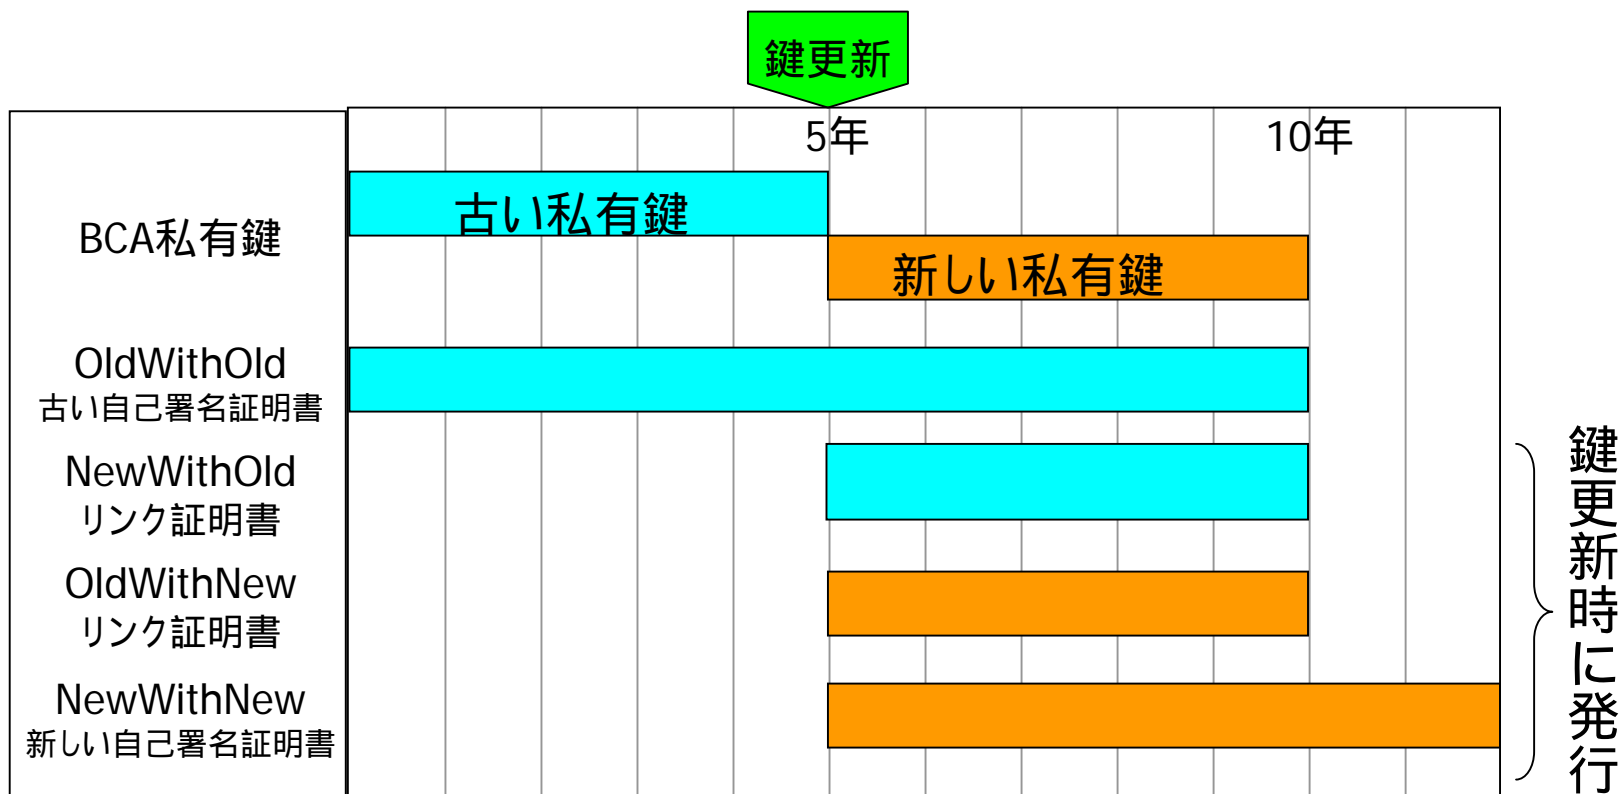 鍵更新
5年
10年
BCA私有鍵
古い私有鍵
新しい私有鍵
OldWithOld
古い自己署名証明書
NewWithOld
リンク証明書
OldWithNew
リンク証明書
NewWithNew
新しい自己署名証明書
鍵更新時に発行